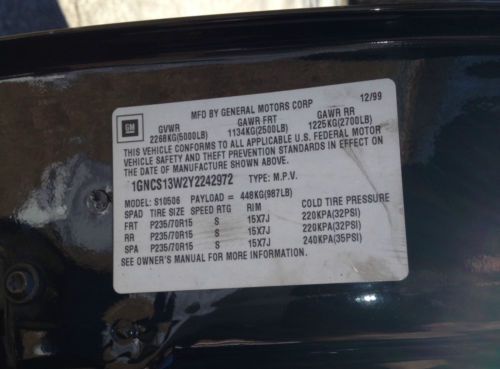 MFD BY GENERAL MOTORS CORP 12/99
GM
GVWR GAWR FRT GAWR RR
2268KG(5000LB) 1134KG(2500LB) 1225KG(2700LB)
THIS VEHICLE CONFORMS TO ALL APPLICABLE U.S. FEDERAL MOTOR
VEHICLE SAFETY AND THEFT PREVENTION STANDARDS IN EFFECT ON
THE DATE OF MANUFACTURE SHOWN ABOVE.
1GNCS13W2Y2242972 TYPE: M.P.V.
MODEL: S10506 PAYLOAD = 448KG(987LB)
SPAD TIRE SIZE SPEED RTG RIM COLD TIRE PRESSURE
FRT P235/70R15 S 15X7J 220KPA(32PSI)
RR P235/70R15 S 15X7J 220KPA(32PSI)
SPA P235/70R15 S 15X7J 240KPA(35PSI)
SEE OWNER'S MANUAL FOR MORE INFORMATION.